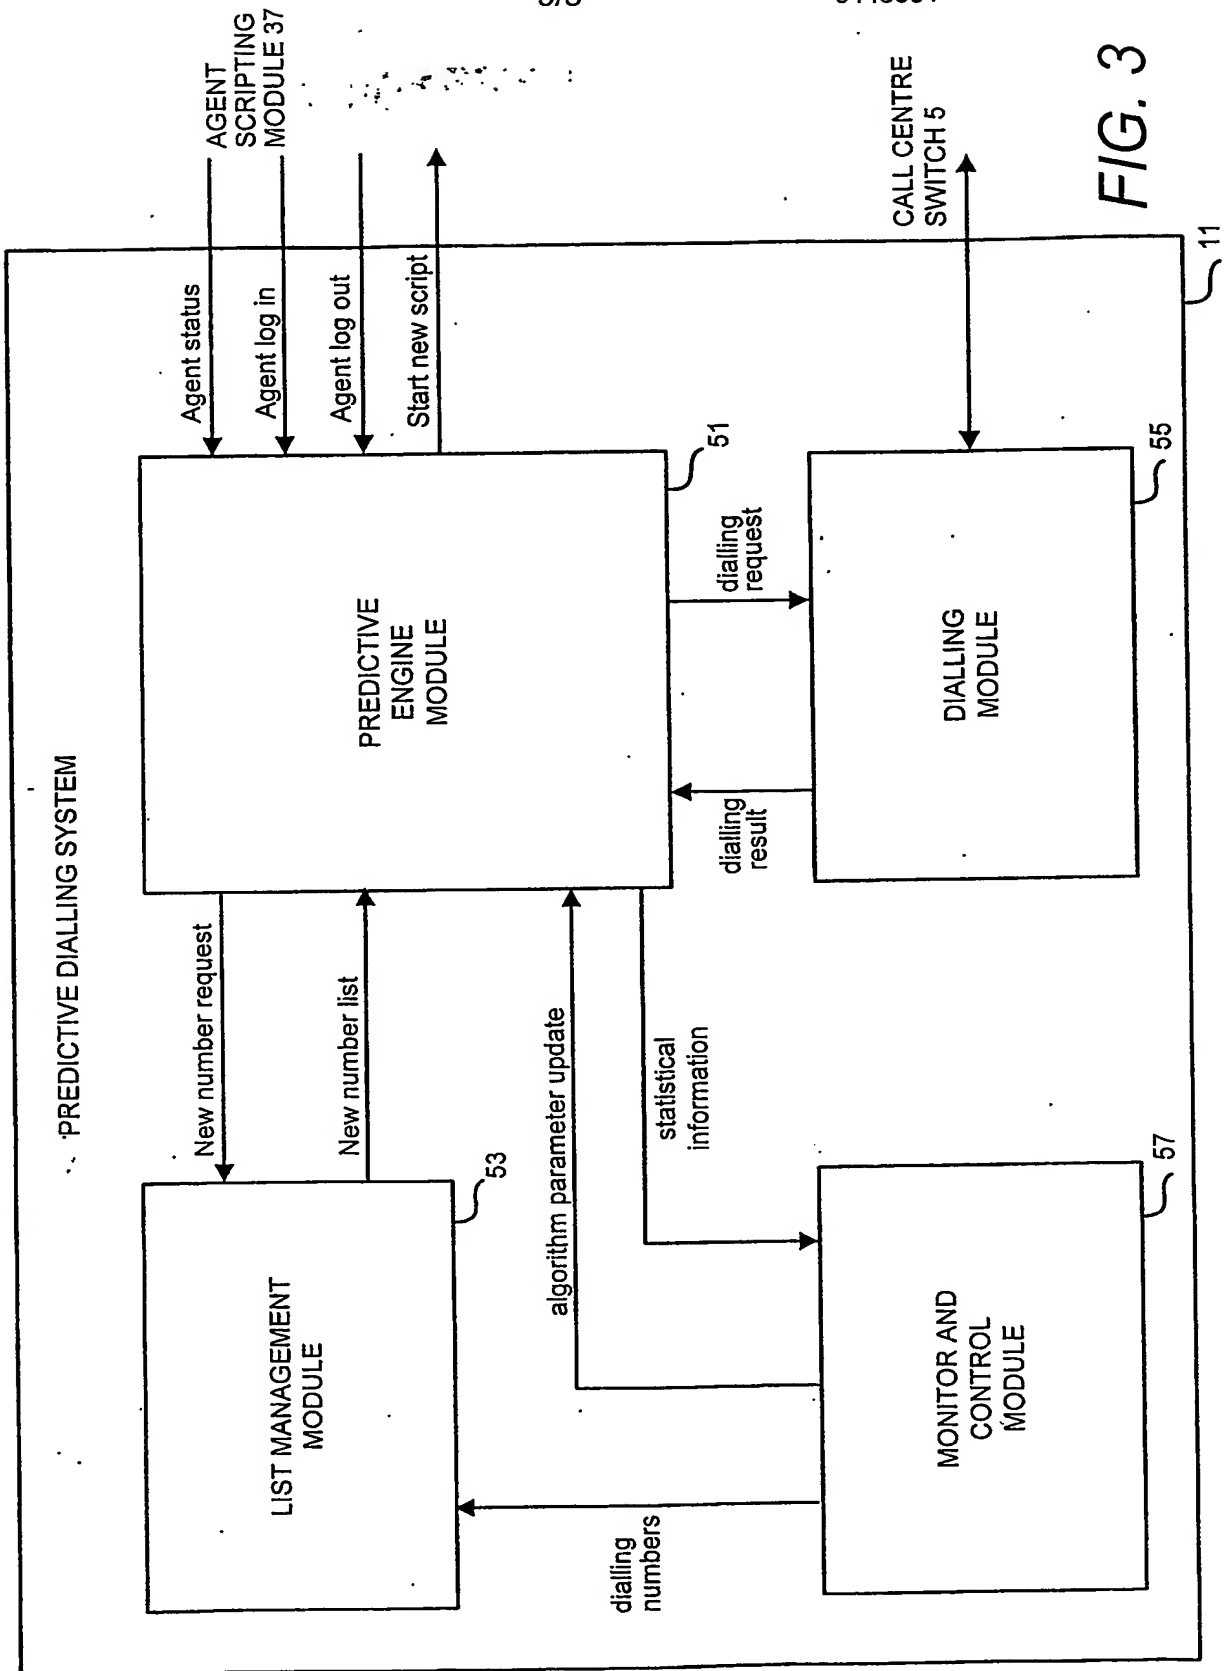 PREDICTIVE DIALLING SYSTEM
LIST MANAGEMENT
MODULE
53
New number request
New number list
PREDICTIVE
ENGINE
MODULE
51
Agent status
Agent log in
Agent log out
Start new script
AGENT
SCRIPTING
MODULE 37
algorithm parameter update
statistical
information
dialling
result
dialling
request
dialling
numbers
MONITOR AND
CONTROL
MODULE
57
DIALLING
MODULE
55
CALL CENTRE
SWITCH 5
11
FIG. 3